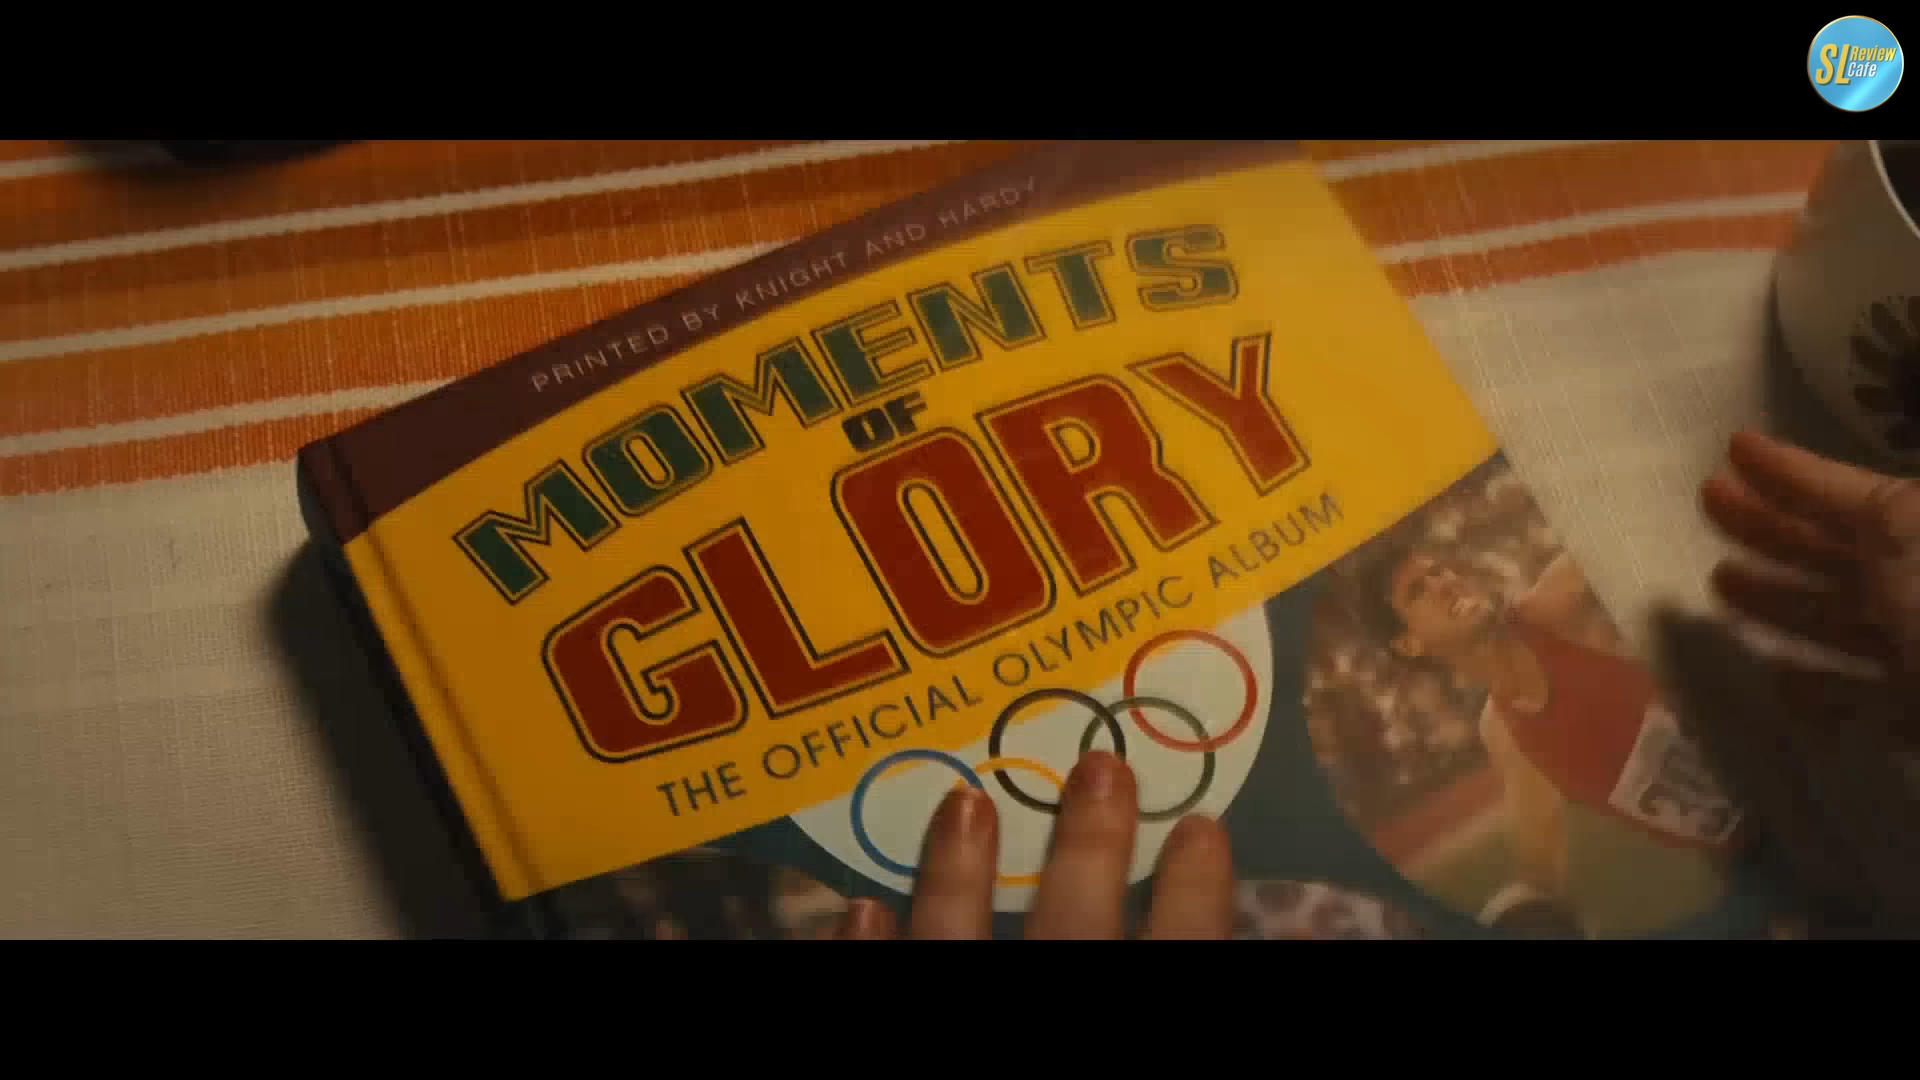 SL Review
Cafe
PRINTED BY KNIGHT AND HARDY
MOMENTS
OF
GLORY
THE OFFICIAL OLYMPIC ALBUM